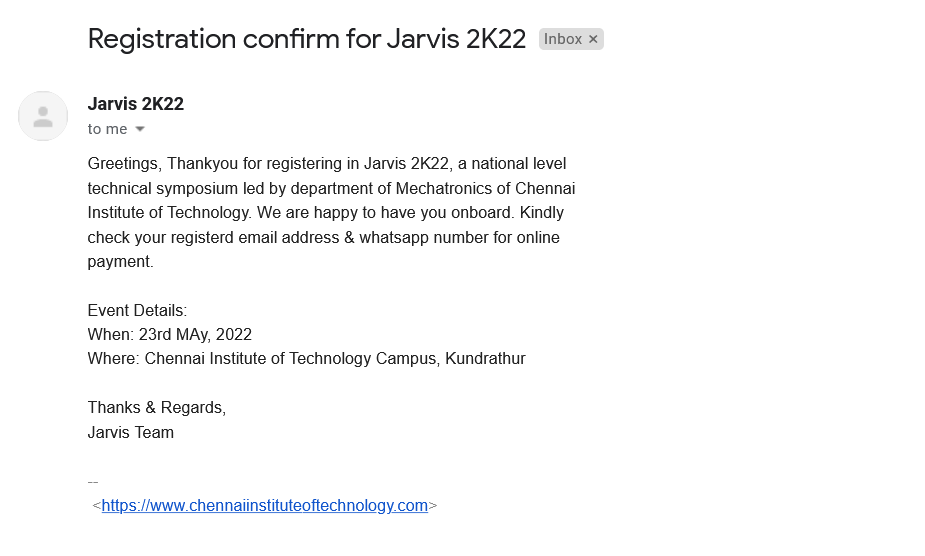 Registration confirm for Jarvis 2K22 Inbox ×
Jarvis 2K22
to me
Greetings, Thankyou for registering in Jarvis 2K22, a national level
technical symposium led by department of Mechatronics of Chennai
Institute of Technology. We are happy to have you onboard. Kindly
check your registerd email address & whatsapp number for online
payment.
Event Details:
When: 23rd MAy, 2022
Where: Chennai Institute of Technology Campus, Kundrathur
Thanks & Regards,
Jarvis Team
--
<https://www.chennaiinstituteoftechnology.com>